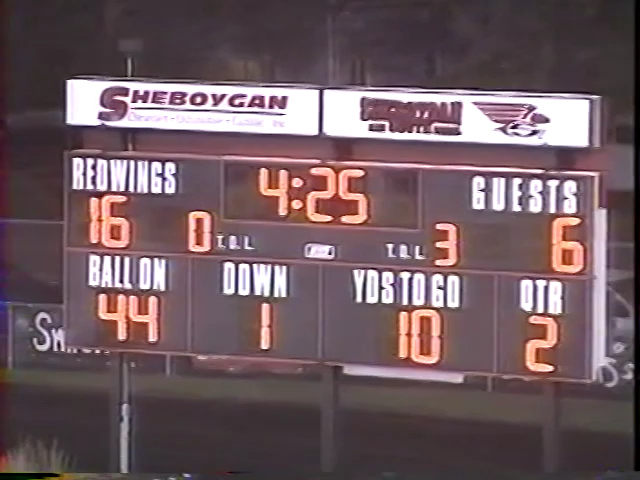 SHEBOYGAN
REDWINGS 4:25 GUESTS
16 0 T.O.L. T.O.L. 3 6
BALL ON DOWN YDS TO GO QTR
44 1 10 2